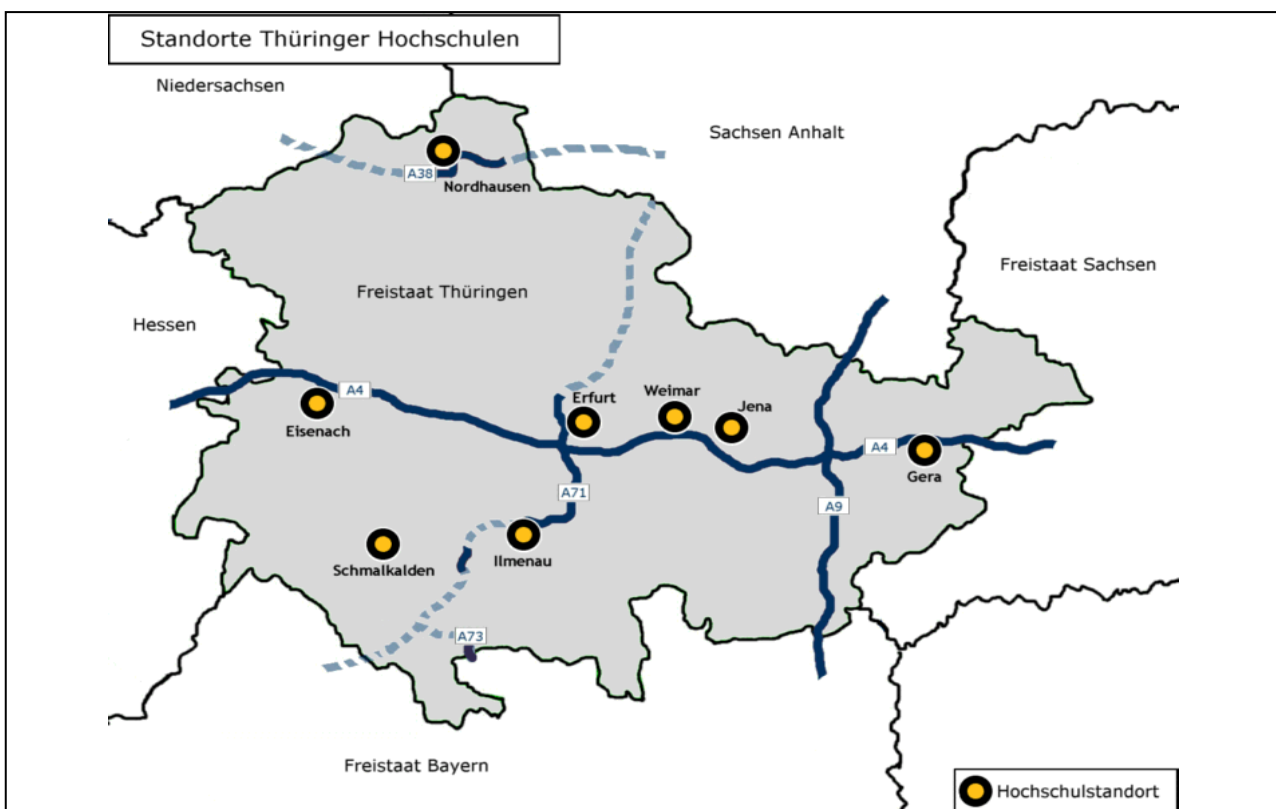 Standorte Thüringer Hochschulen
Niedersachsen
Sachsen Anhalt
A38
Nordhausen
Freistaat Sachsen
Freistaat Thüringen
Hessen
A4
Erfurt
Weimar
Jena
Eisenach
A4
Gera
A71
A9
Ilmenau
Schmalkalden
A73
Freistaat Bayern
Hochschulstandort